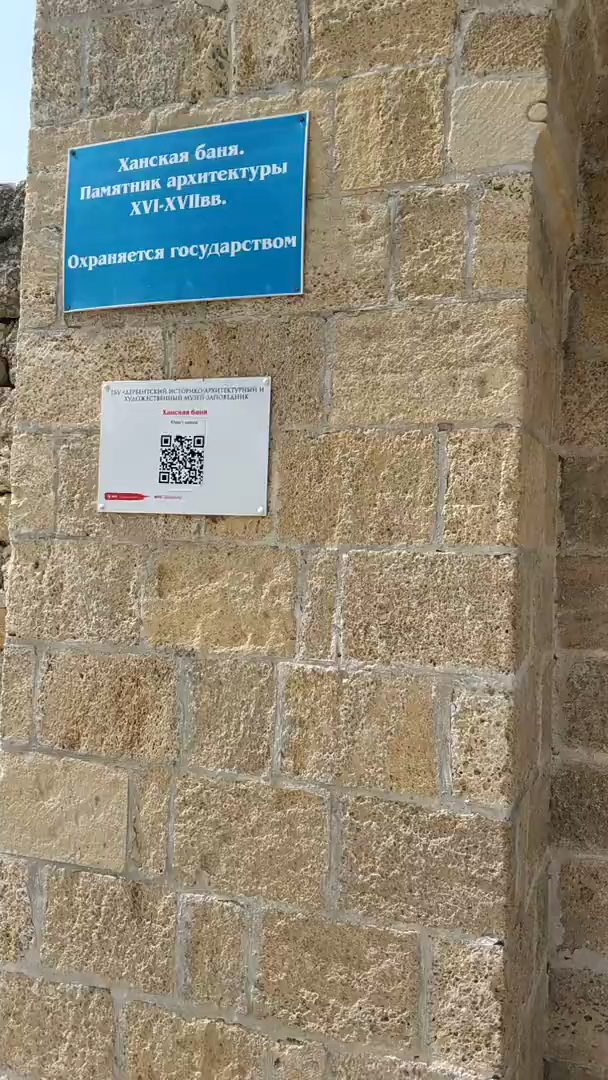 Ханская баня.
Памятник архитектуры
XVI-XVIIвв.
Охраняется государством
ГБУ «ДЕРБЕНТСКИЙ ИСТОРИКО-АРХИТЕКТУРНЫЙ И
ХУДОЖЕСТВЕННЫЙ МУЗЕЙ-ЗАПОВЕДНИК
Ханская баня